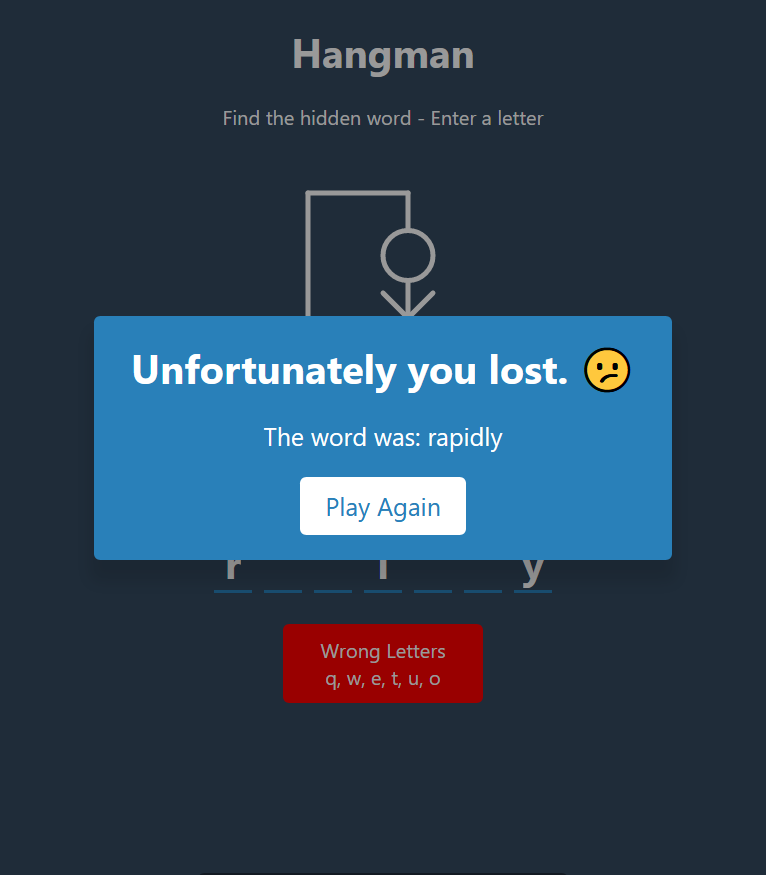 Hangman
Find the hidden word - Enter a letter
Unfortunately you lost. 😕
The word was: rapidly
Play Again
r i y
Wrong Letters
q, w, e, t, u, o